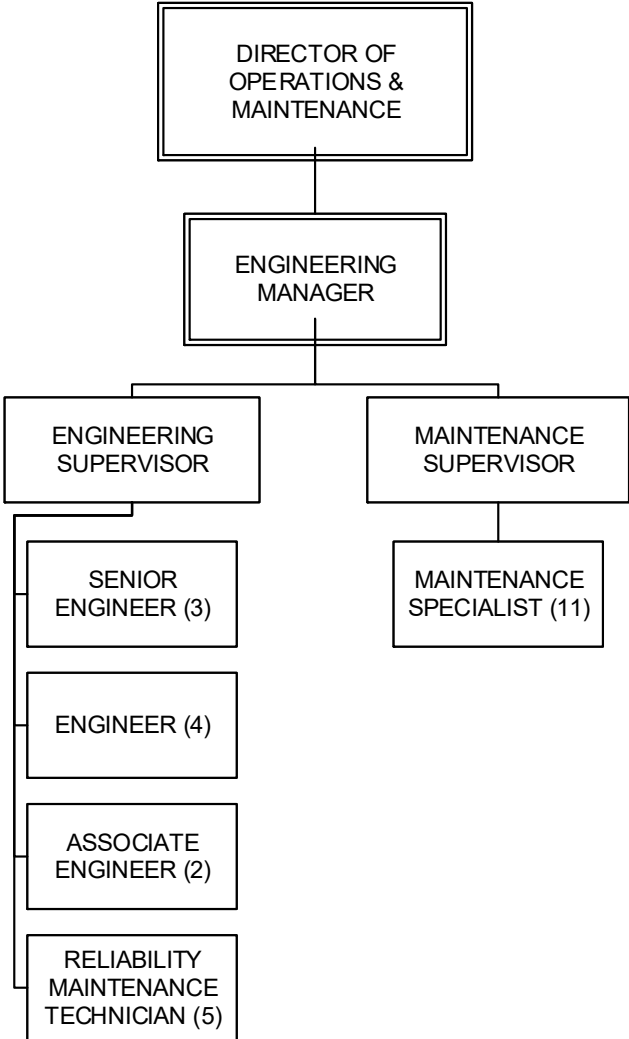 DIRECTOR OF
OPERATIONS &
MAINTENANCE
ENGINEERING
MANAGER
ENGINEERING
SUPERVISOR
MAINTENANCE
SUPERVISOR
SENIOR
ENGINEER (3)
MAINTENANCE
SPECIALIST (11)
ENGINEER (4)
ASSOCIATE
ENGINEER (2)
RELIABILITY
MAINTENANCE
TECHNICIAN (5)